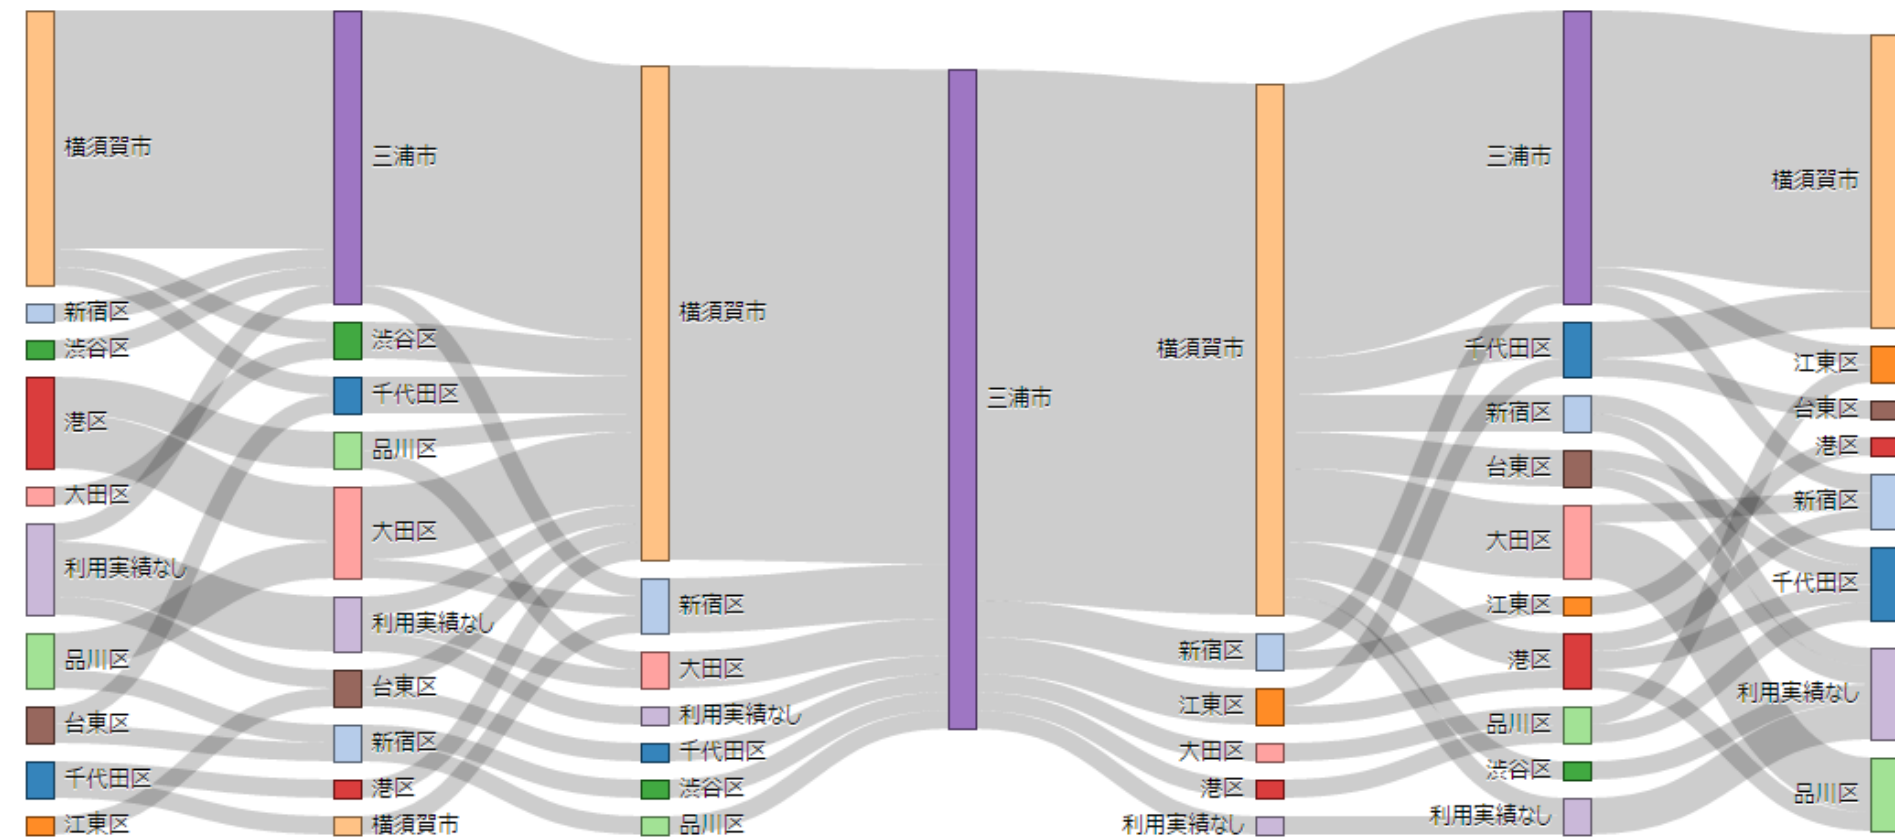 横須賀市
新宿区
渋谷区
港区
大田区
利用実績なし
品川区
台東区
千代田区
江東区
三浦市
渋谷区
千代田区
品川区
大田区
利用実績なし
台東区
新宿区
港区
横須賀市
横須賀市
新宿区
大田区
利用実績なし
千代田区
渋谷区
品川区
三浦市
横須賀市
新宿区
江東区
大田区
港区
利用実績なし
三浦市
千代田区
新宿区
台東区
大田区
江東区
港区
品川区
渋谷区
利用実績なし
横須賀市
江東区
台東区
港区
新宿区
千代田区
利用実績なし
品川区